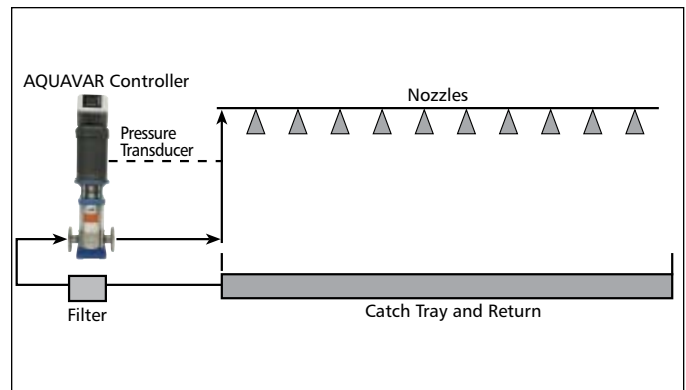 AQUAVAR Controller
Nozzles
Pressure
Transducer
Filter
Catch Tray and Return